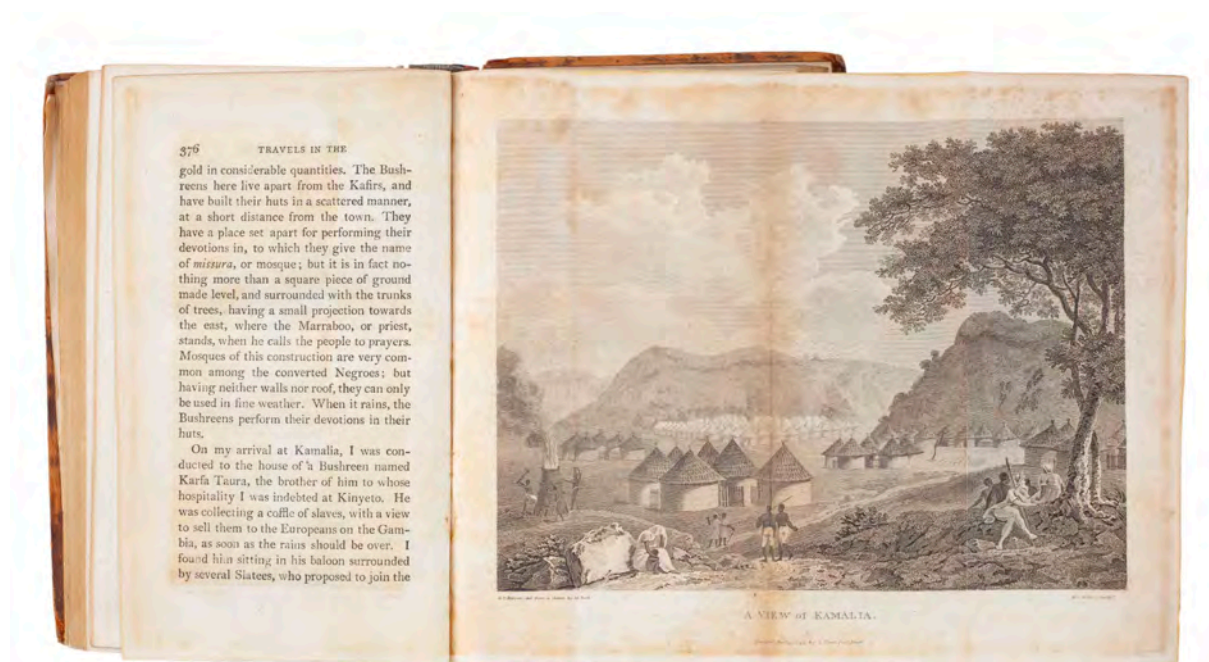 376 TRAVELS IN THE
gold in considerable quantities. The Bush-
reens here live apart from the Kafirs, and
have built their huts in a scattered manner,
at a short distance from the town. They
have a place set apart for performing their
devotions in, to which they give the name
of missura, or mosque; but it is in fact no-
thing more than a square piece of ground
made level, and surrounded with the trunks
of trees, having a small projection towards
the east, where the Marraboo, or priest,
stands, when he calls the people to prayers.
Mosques of this construction are very com-
mon among the converted Negroes; but
having neither walls nor roof, they can only
be used in fine weather. When it rains, the
Bushreens perform their devotions in their
huts.
On my arrival at Kamalia, I was con-
ducted to the house of a Bushreen named
Karfa Taura, the brother of him to whose
hospitality I was indebted at Kinyeto. He
was collecting a coffle of slaves, with a view
to sell them to the Europeans on the Gam-
bia, as soon as the rains should be over. I
found him sitting in his baloon surrounded
by several Slatees, who proposed to join the
A VIEW of KAMALIA.